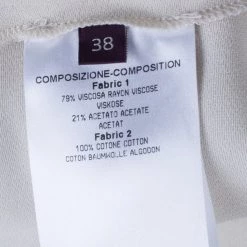 38
COMPOSIZIONE-COMPOSITION
Fabric 1
79% VISCOSA RAYON VISCOSE
VISKOSE
21% ACETATO ACETATE
ACETAT
Fabric 2
100% COTONE COTTON
COTON BAUMWOLLE ALGODON